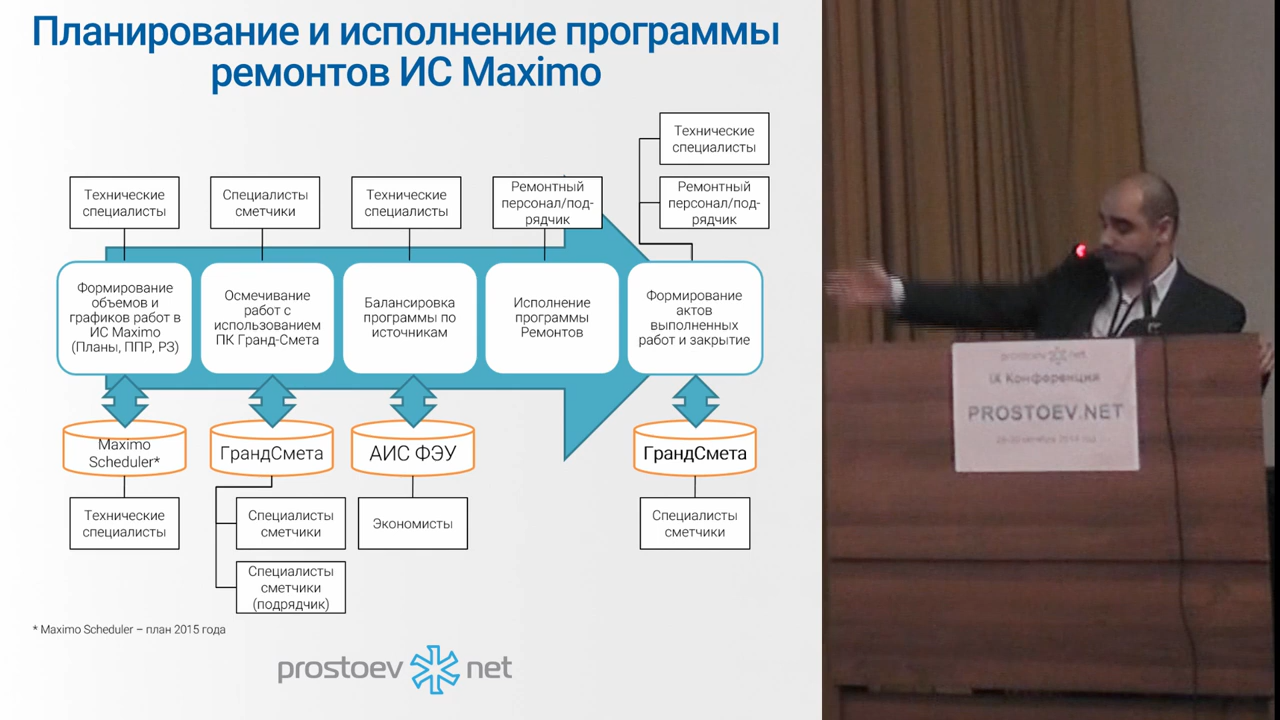 Планирование и исполнение программы
ремонтов ИС Maximo
Технические
специалисты
Технические
специалисты
Специалисты
сметчики
Технические
специалисты
Ремонтный
персонал/под-
рядчик
Ремонтный
персонал/под-
рядчик
Формирование
объемов и
графиков работ в
ИС Maximo
(Планы, ППР, РЗ)
Осмечивание
работ с
использованием
ПК Гранд-Смета
Балансировка
программы по
источникам
Исполнение
программы
Ремонтов
Формирование
актов
выполненных
работ и закрытие
Maximo
Scheduler*
ГрандСмета
АИС ФЭУ
ГрандСмета
Технические
специалисты
Специалисты
сметчики
Экономисты
Специалисты
сметчики
Специалисты
сметчики
(подрядчик)
* Maximo Scheduler – план 2015 года
prostoev net
prostoev net
IX Конференция
PROSTOEV.NET